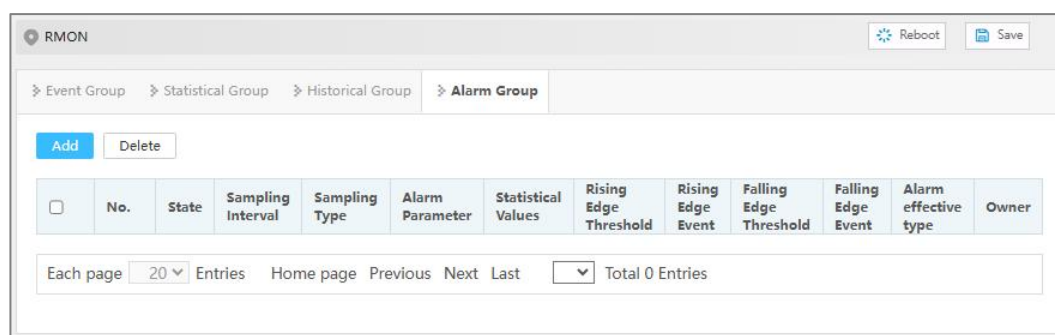 RMON Reboot Save
Event Group Statistical Group Historical Group Alarm Group
Add Delete
No. State Sampling Interval Sampling Type Alarm Parameter Statistical Values Rising Edge Threshold Rising Edge Event Falling Edge Threshold Falling Edge Event Alarm effective type Owner
Each page 20 Entries Home page Previous Next Last Total 0 Entries